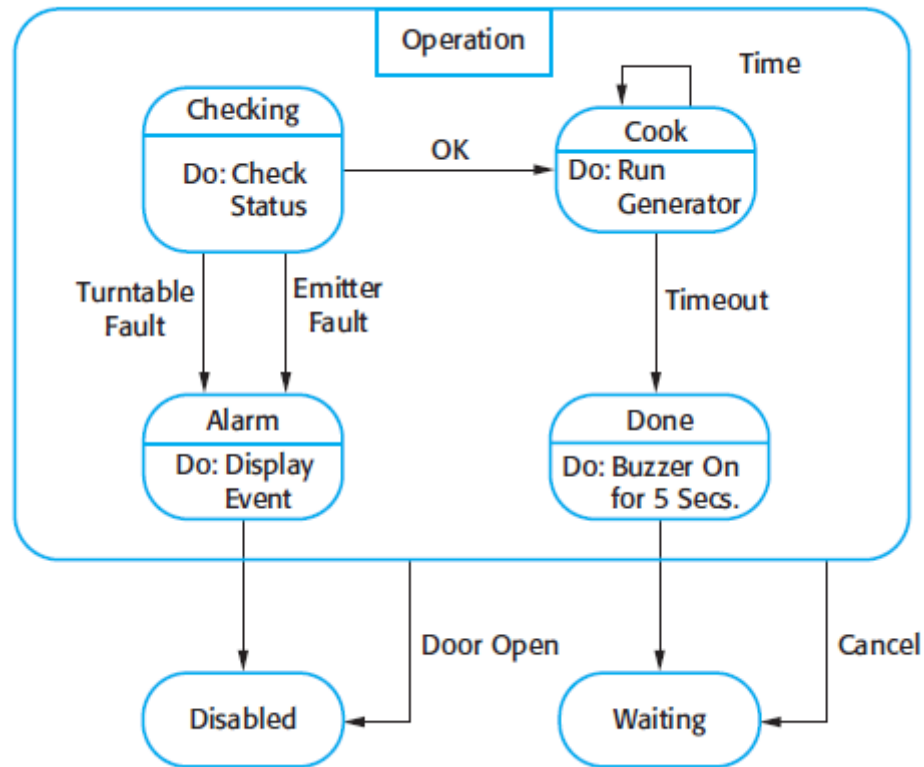 Operation
Time
Checking
Do: Check
Status
OK
Cook
Do: Run
Generator
Turntable
Fault
Emitter
Fault
Timeout
Alarm
Do: Display
Event
Done
Do: Buzzer On
for 5 Secs.
Door Open
Cancel
Disabled
Waiting